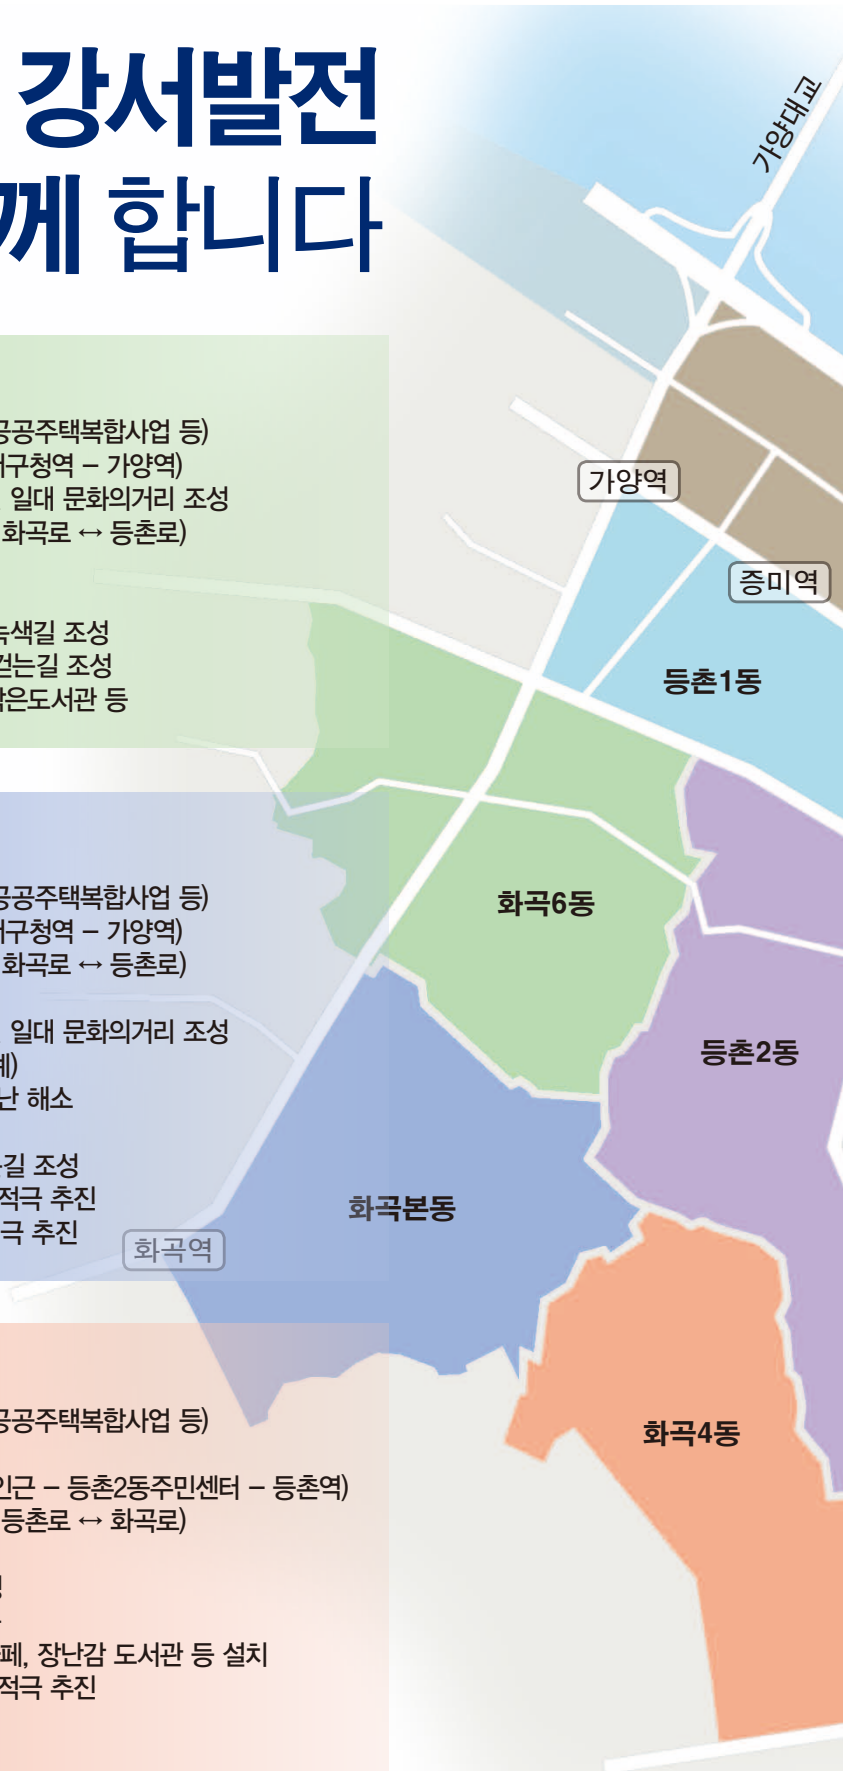 강서발전
께 합니다
공공주택복합사업 등)
서구청역 – 가양역)
일대 문화의거리 조성
화곡로 ↔ 등촌로)
녹색길 조성
걷는길 조성
작은도서관 등
공공주택복합사업 등)
서구청역 – 가양역)
화곡로 ↔ 등촌로)
일대 문화의거리 조성
계)
난 해소
길 조성
적극 추진
극 추진
공공주택복합사업 등)
인근 – 등촌2동주민센터 – 등촌역)
등촌로 ↔ 화곡로)
페, 장난감 도서관 등 설치
적극 추진
가양대교
가양역
증미역
등촌1동
화곡6동
등촌2동
화곡본동
화곡역
화곡4동